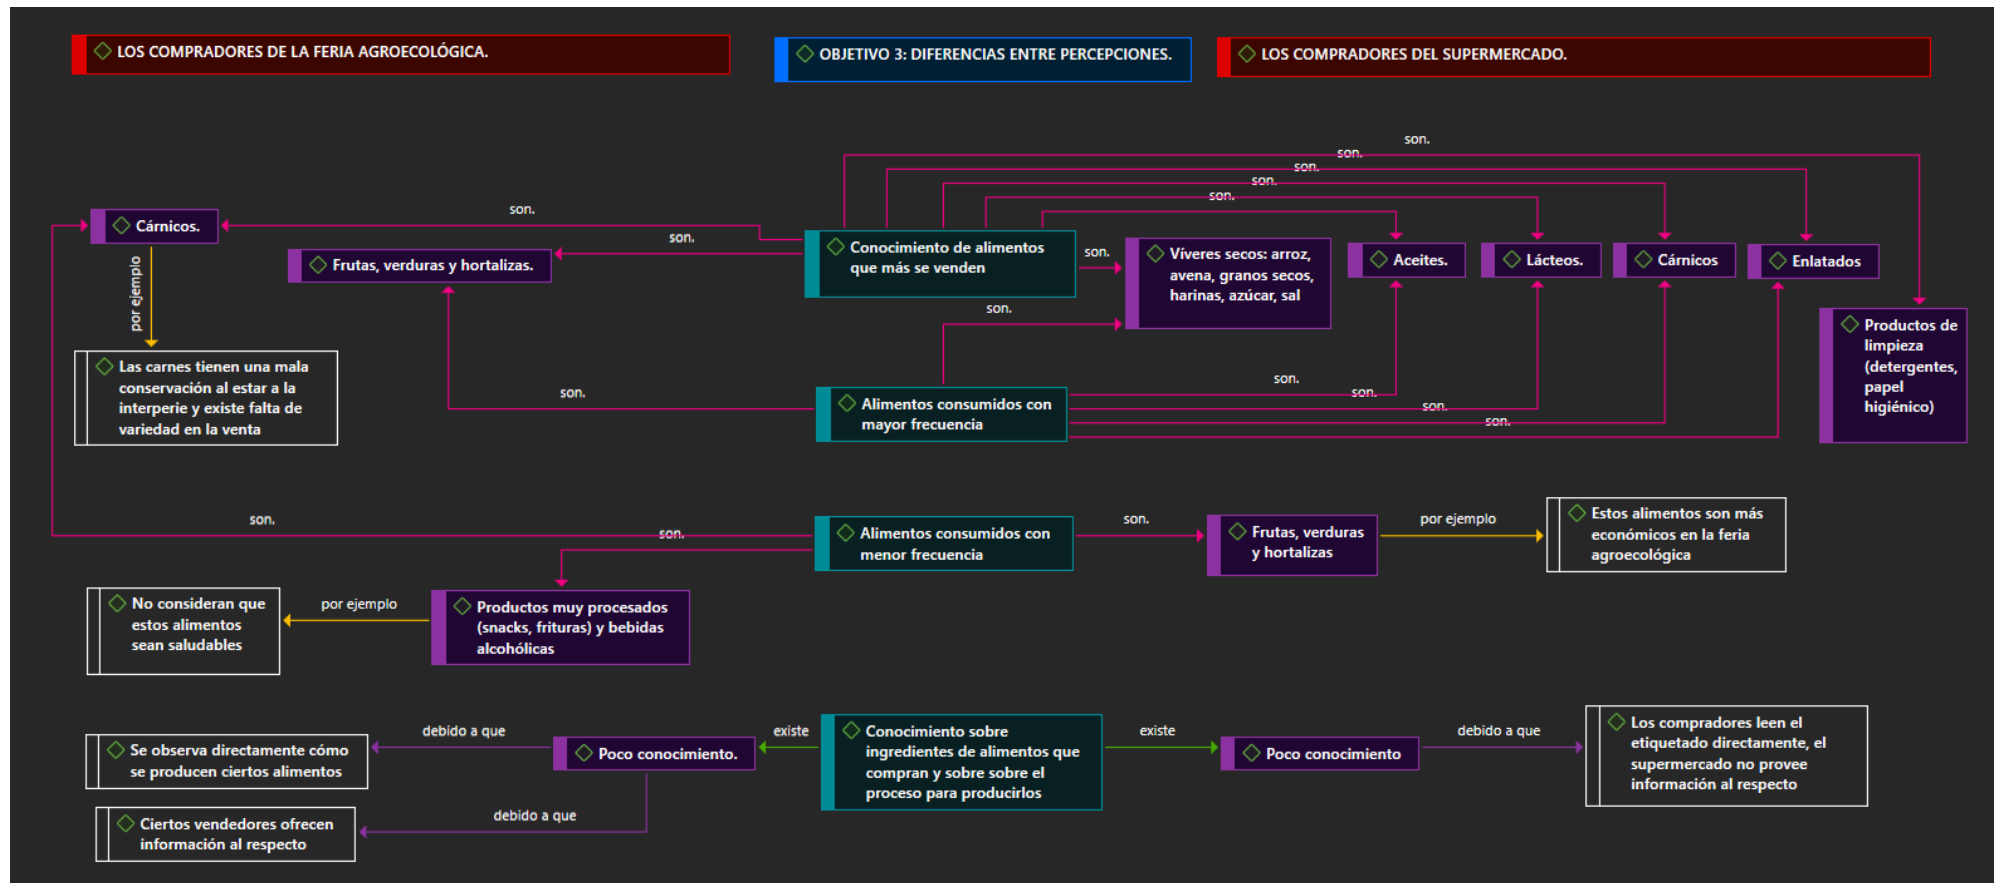 LOS COMPRADORES DE LA FERIA AGROECOLÓGICA.
OBJETIVO 3: DIFERENCIAS ENTRE PERCEPCIONES.
LOS COMPRADORES DEL SUPERMERCADO.
son.
son.
son.
son.
son.
Cárnicos.
son.
son.
Frutas, verduras y hortalizas.
Conocimiento de alimentos
que más se venden
son.
Víveres secos: arroz,
avena, granos secos,
harinas, azúcar, sal
Aceites.
Lácteos.
Cárnicos
Enlatados
por ejemplo
son.
Productos de
limpieza
(detergentes,
papel
higiénico)
Las carnes tienen una mala
conservación al estar a la
interperie y existe falta de
variedad en la venta
son.
Alimentos consumidos con
mayor frecuencia
son.
son.
son.
son.
son.
son.
Alimentos consumidos con
menor frecuencia
son.
Frutas, verduras
y hortalizas
por ejemplo
Estos alimentos son más
económicos en la feria
agroecológica
No consideran que
estos alimentos
sean saludables
por ejemplo
Productos muy procesados
(snacks, frituras) y bebidas
alcohólicas
Se observa directamente cómo
se producen ciertos alimentos
debido a que
Poco conocimiento.
existe
Conocimiento sobre
ingredientes de alimentos que
compran y sobre sobre el
proceso para producirlos
existe
Poco conocimiento
debido a que
Los compradores leen el
etiquetado directamente, el
supermercado no provee
información al respecto
Ciertos vendedores ofrecen
información al respecto
debido a que